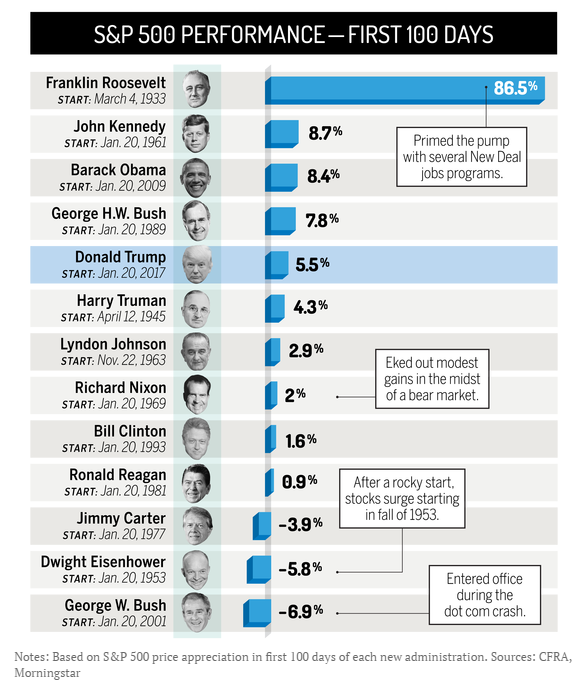 S&P 500 PERFORMANCE—FIRST 100 DAYS
Franklin Roosevelt
START: March 4, 1933
86.5%
Primed the pump
with several New Deal
jobs programs.
John Kennedy
START: Jan. 20, 1961
8.7%
Barack Obama
START: Jan. 20, 2009
8.4%
George H.W. Bush
START: Jan. 20, 1989
7.8%
Donald Trump
START: Jan. 20, 2017
5.5%
Harry Truman
START: April 12, 1945
4.3%
Lyndon Johnson
START: Nov. 22, 1963
2.9%
Richard Nixon
START: Jan. 20, 1969
2%
Eked out modest
gains in the midst
of a bear market.
Bill Clinton
START: Jan. 20, 1993
1.6%
Ronald Reagan
START: Jan. 20, 1981
0.9%
Jimmy Carter
START: Jan. 20, 1977
-3.9%
After a rocky start,
stocks surge starting
in fall of 1953.
Dwight Eisenhower
START: Jan. 20, 1953
-5.8%
George W. Bush
START: Jan. 20, 2001
-6.9%
Entered office
during the
dot com crash.
Notes: Based on S&P 500 price appreciation in first 100 days of each new administration. Sources: CFRA,
Morningstar